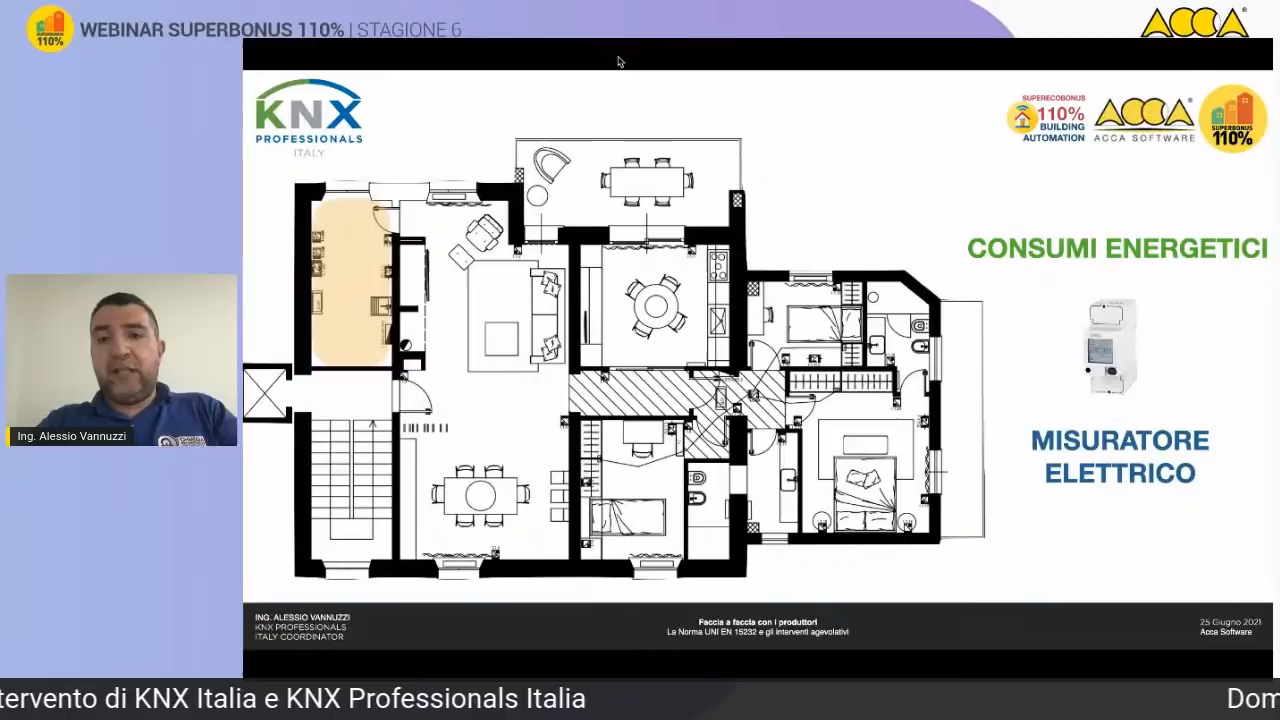 110%
WEBINAR SUPERBONUS 110% | STAGIONE 6
ACCA
KNX
PROFESSIONALS
ITALY
SUPERECOBONUS
110%
BUILDING
AUTOMATION
ACCA
ACCA SOFTWARE
SUPERBONUS
110%
CONSUMI ENERGETICI
MISURATORE
ELETTRICO
Ing. Alessio Vannuzzi
ING. ALESSIO VANNUZZI
KNX PROFESSIONALS
ITALY COORDINATOR
Faccia a faccia con i produttori
La Norma UNI EN 15232 e gli interventi agevolativi
25 Giugno 2021
Acca Software
tervento di KNX Italia e KNX Professionals Italia
Dom